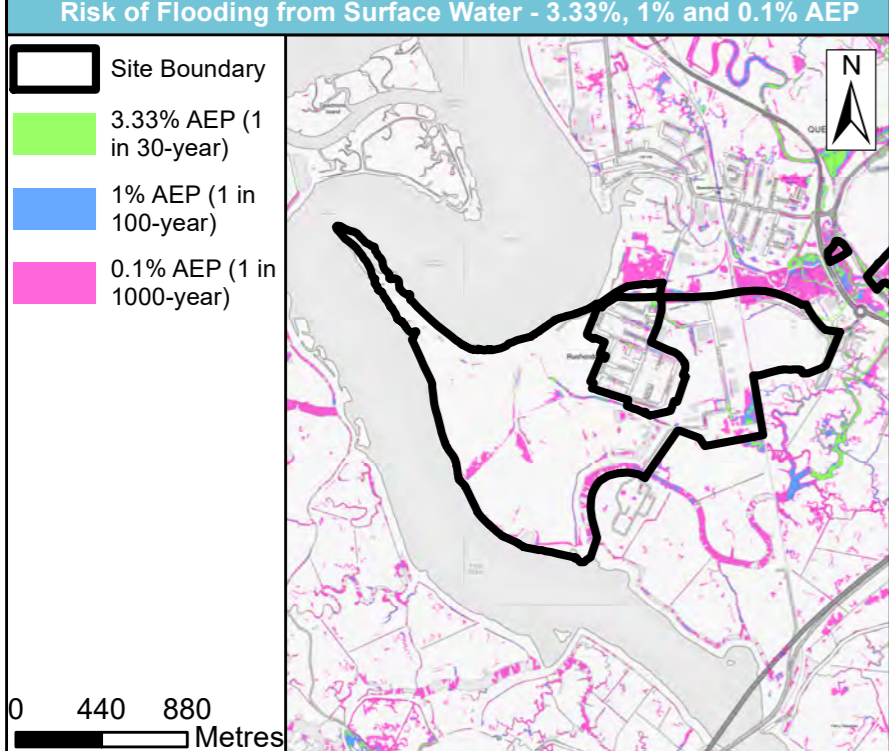 Risk of Flooding from Surface Water - 3.33%, 1% and 0.1% AEP
Site Boundary
3.33% AEP (1
in 30-year)
1% AEP (1 in
100-year)
0.1% AEP (1 in
1000-year)
0 440 880
Metres
N
QUE
Rushend